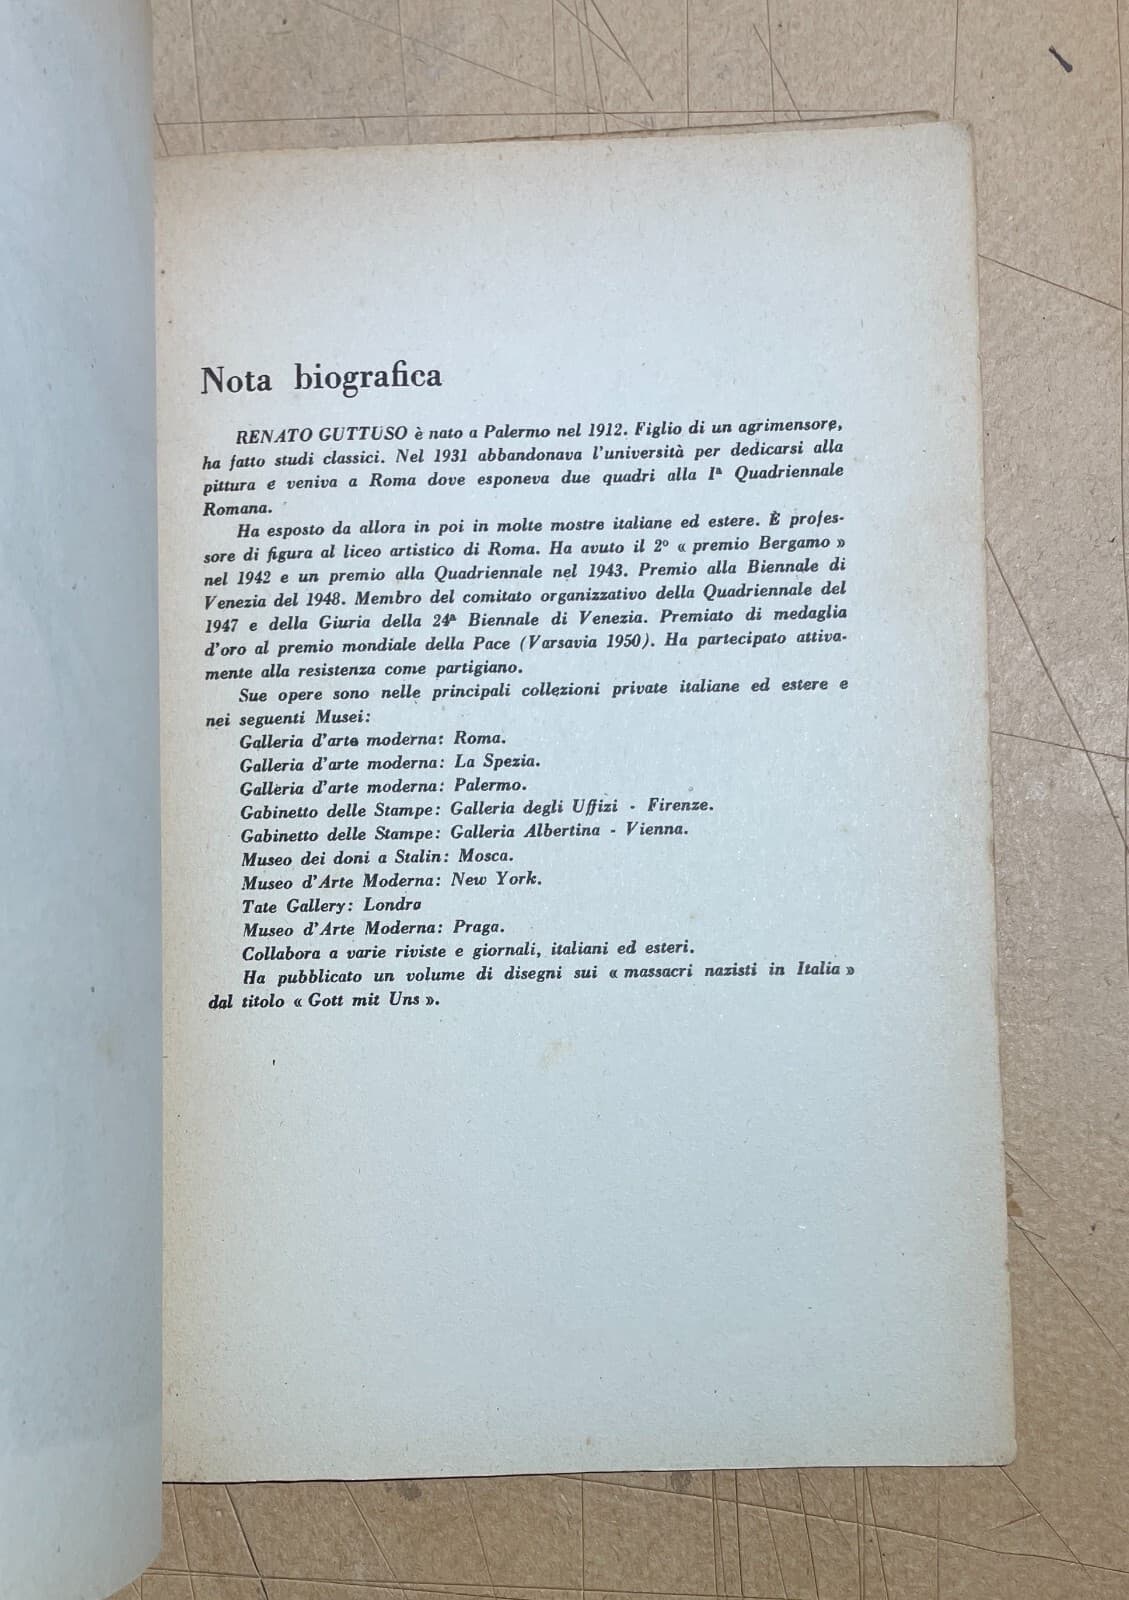 Nota biografica
RENATO GUTTUSO è nato a Palermo nel 1912. Figlio di un agrimensore,
ha fatto studi classici. Nel 1931 abbandonava l'università per dedicarsi alla
pittura e veniva a Roma dove esponeva due quadri alla Iª Quadriennale
Romana.
Ha esposto da allora in poi in molte mostre italiane ed estere. È profes-
sore di figura al liceo artistico di Roma. Ha avuto il 2º « premio Bergamo »
nel 1942 e un premio alla Quadriennale nel 1943. Premio alla Biennale di
Venezia del 1948. Membro del comitato organizzativo della Quadriennale del
1947 e della Giuria della 24ª Biennale di Venezia. Premiato di medaglia
d'oro al premio mondiale della Pace (Varsavia 1950). Ha partecipato attiva-
mente alla resistenza come partigiano.
Sue opere sono nelle principali collezioni private italiane ed estere e
nei seguenti Musei:
Galleria d'arte moderna: Roma.
Galleria d'arte moderna: La Spezia.
Galleria d'arte moderna: Palermo.
Gabinetto delle Stampe: Galleria degli Uffizi - Firenze.
Gabinetto delle Stampe: Galleria Albertina - Vienna.
Museo dei doni a Stalin: Mosca.
Museo d'Arte Moderna: New York.
Tate Gallery: Londra
Museo d'Arte Moderna: Praga.
Collabora a varie riviste e giornali, italiani ed esteri.
Ha pubblicato un volume di disegni sui « massacri nazisti in Italia »
dal titolo « Gott mit Uns ».